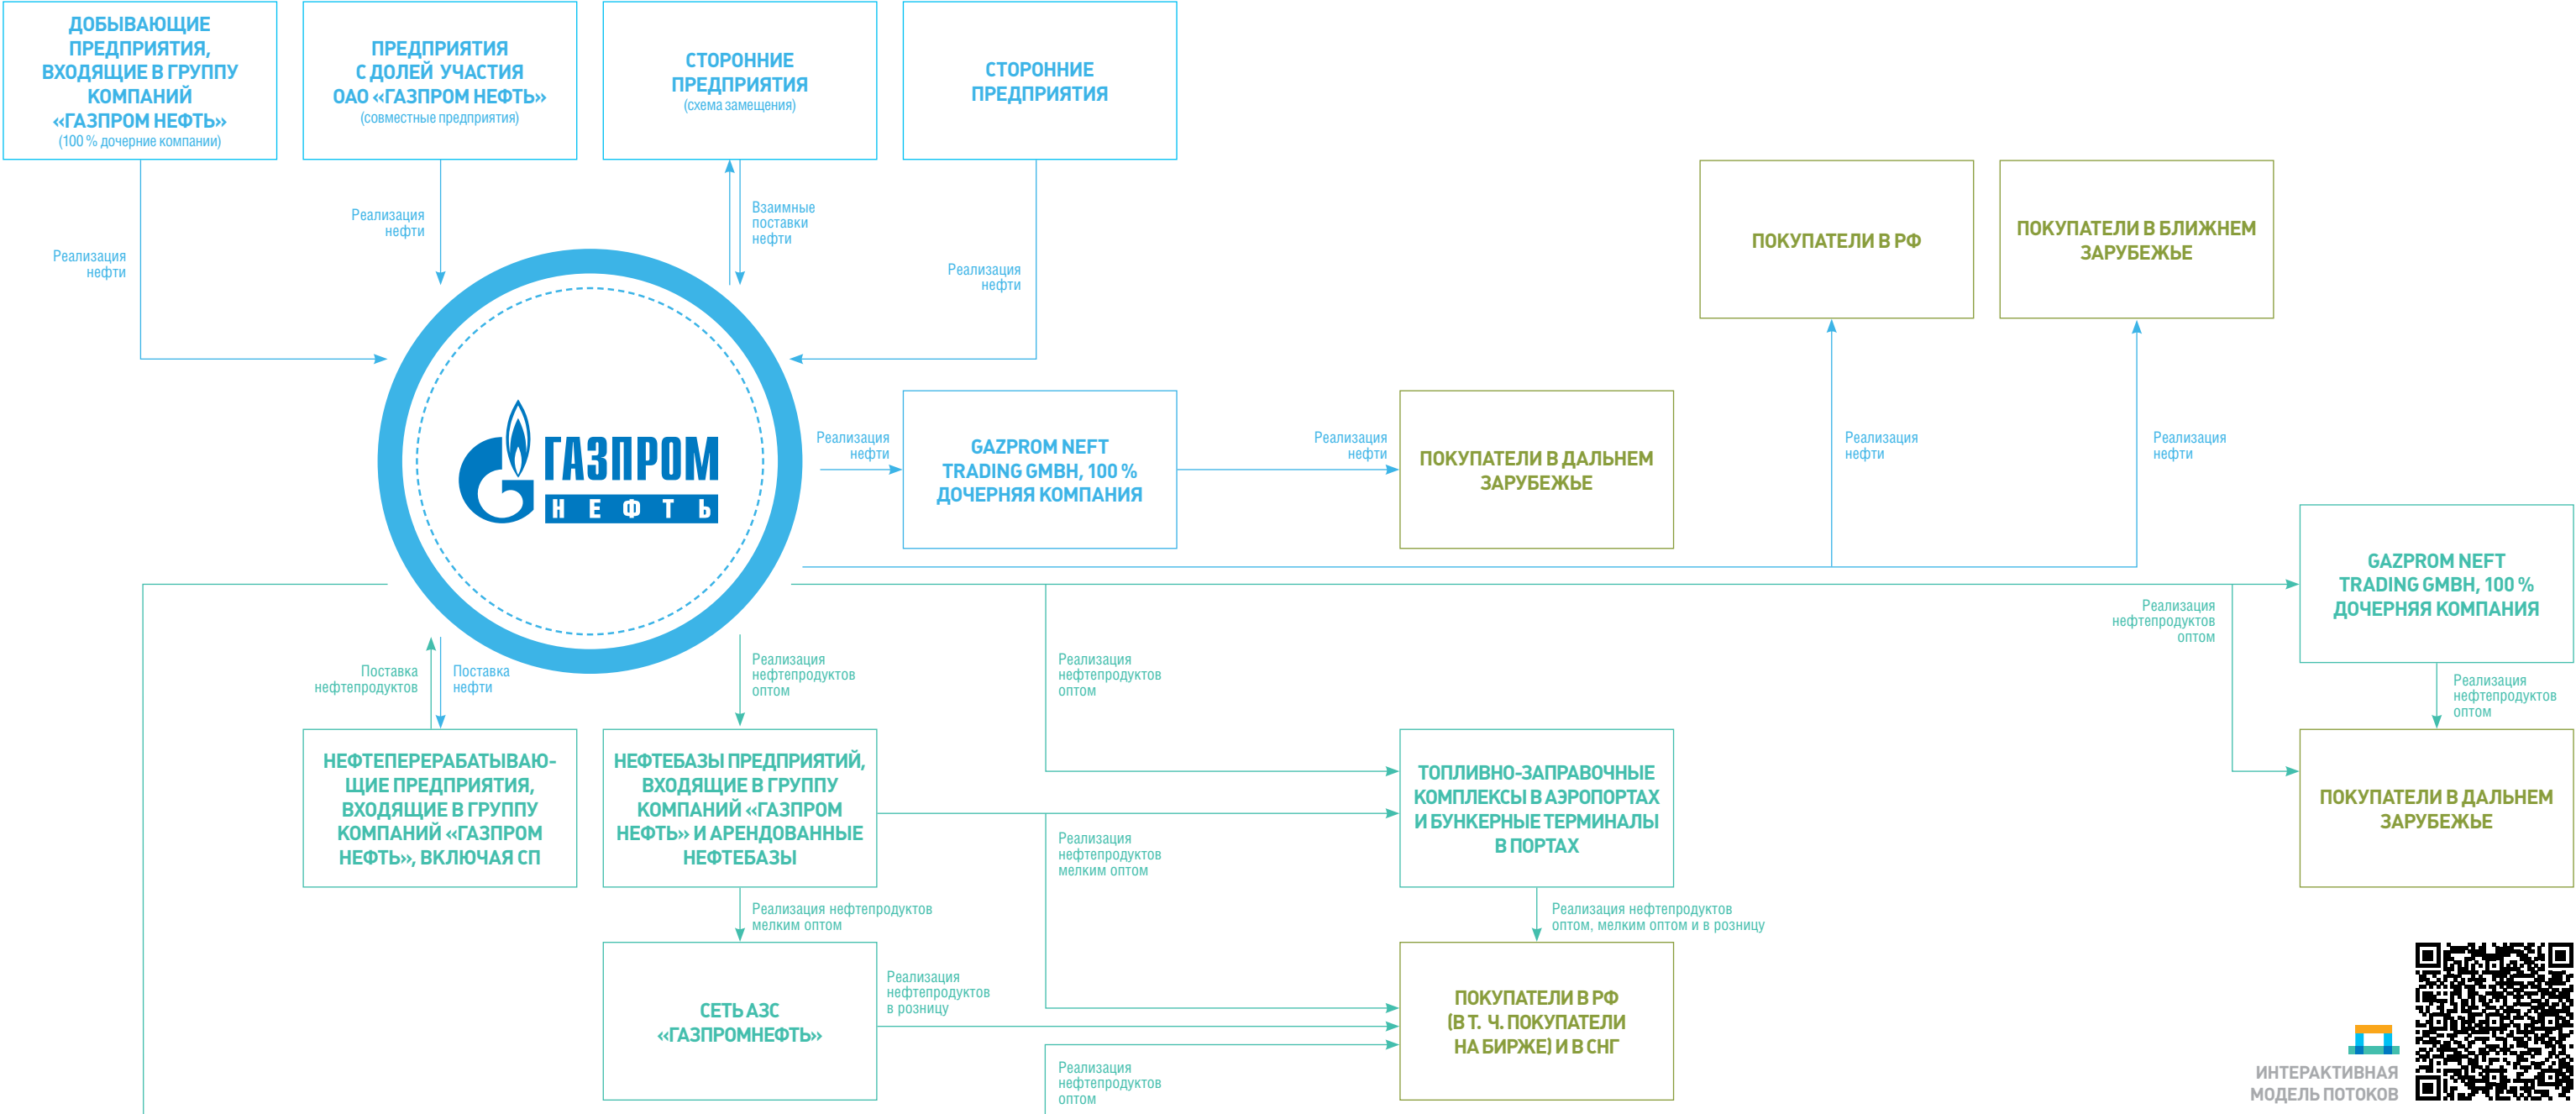 ДОБЫВАЮЩИЕ
ПРЕДПРИЯТИЯ,
ВХОДЯЩИЕ В ГРУППУ
КОМПАНИЙ
«ГАЗПРОМ НЕФТЬ»
(100 % дочерние компании)
ПРЕДПРИЯТИЯ
С ДОЛЕЙ УЧАСТИЯ
ОАО «ГАЗПРОМ НЕФТЬ»
(совместные предприятия)
СТОРОННИЕ
ПРЕДПРИЯТИЯ
(схема замещения)
СТОРОННИЕ
ПРЕДПРИЯТИЯ
Реализация
нефти
Реализация
нефти
Взаимные
поставки
нефти
Реализация
нефти
ПОКУПАТЕЛИ В РФ
ПОКУПАТЕЛИ В БЛИЖНЕМ
ЗАРУБЕЖЬЕ
ГАЗПРОМ
НЕФТЬ
Реализация
нефти
GAZPROM NEFT
TRADING GMBH, 100 %
ДОЧЕРНЯЯ КОМПАНИЯ
Реализация
нефти
ПОКУПАТЕЛИ В ДАЛЬНЕМ
ЗАРУБЕЖЬЕ
Реализация
нефти
Реализация
нефти
GAZPROM NEFT
TRADING GMBH, 100 %
ДОЧЕРНЯЯ КОМПАНИЯ
Реализация
нефтепродуктов
оптом
Поставка
нефтепродуктов
Поставка
нефти
Реализация
нефтепродуктов
оптом
Реализация
нефтепродуктов
оптом
Реализация
нефтепродуктов
оптом
НЕФТЕПЕРЕРАБАТЫВАЮ-
ЩИЕ ПРЕДПРИЯТИЯ,
ВХОДЯЩИЕ В ГРУППУ
КОМПАНИЙ «ГАЗПРОМ
НЕФТЬ», ВКЛЮЧАЯ СП
НЕФТЕБАЗЫ ПРЕДПРИЯТИЙ,
ВХОДЯЩИЕ В ГРУППУ
КОМПАНИЙ «ГАЗПРОМ
НЕФТЬ» И АРЕНДОВАННЫЕ
НЕФТЕБАЗЫ
Реализация
нефтепродуктов
мелким оптом
ТОПЛИВНО-ЗАПРАВОЧНЫЕ
КОМПЛЕКСЫ В АЭРОПОРТАХ
И БУНКЕРНЫЕ ТЕРМИНАЛЫ
В ПОРТАХ
ПОКУПАТЕЛИ В ДАЛЬНЕМ
ЗАРУБЕЖЬЕ
Реализация нефтепродуктов
мелким оптом
Реализация нефтепродуктов
оптом, мелким оптом и в розницу
СЕТЬ АЗС
«ГАЗПРОМНЕФТЬ»
Реализация
нефтепродуктов
в розницу
ПОКУПАТЕЛИ В РФ
(В Т. Ч. ПОКУПАТЕЛИ
НА БИРЖЕ) И В СНГ
Реализация
нефтепродуктов
оптом
ИНТЕРАКТИВНАЯ
МОДЕЛЬ ПОТОКОВ